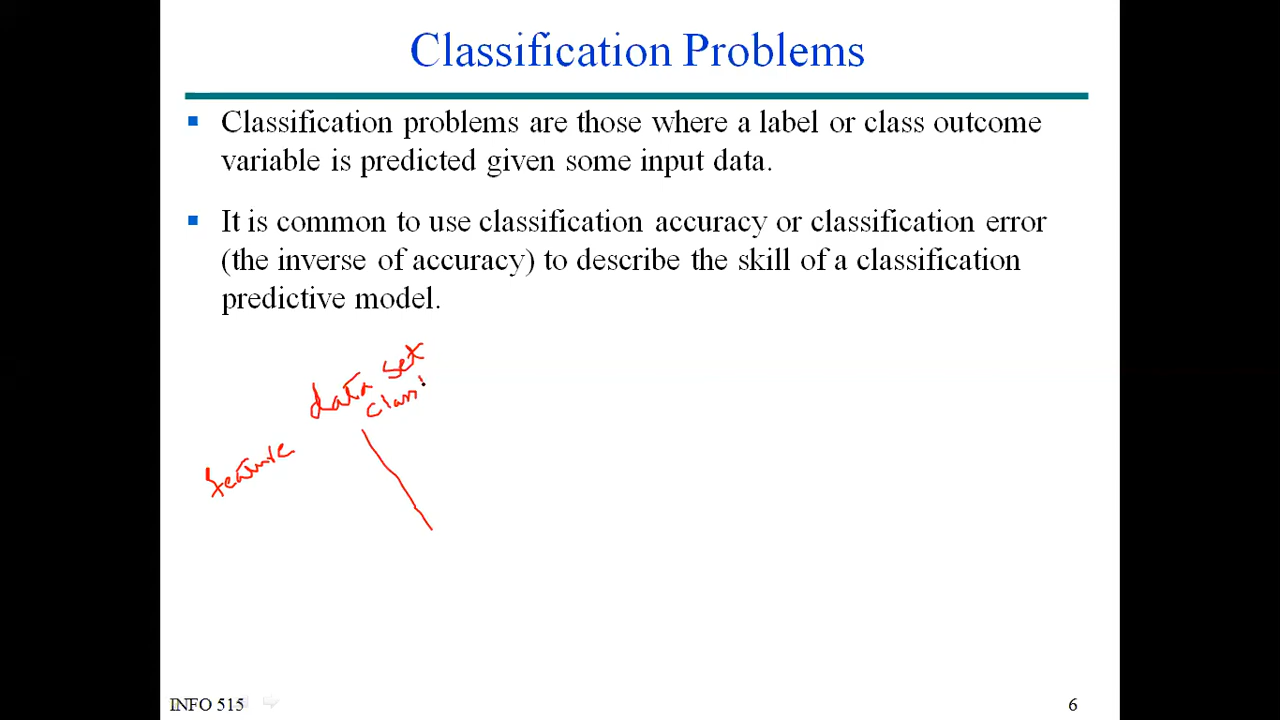 Classification Problems
Classification problems are those where a label or class outcome
variable is predicted given some input data.
It is common to use classification accuracy or classification error
(the inverse of accuracy) to describe the skill of a classification
predictive model.
data set
class
feature
INFO 515
6